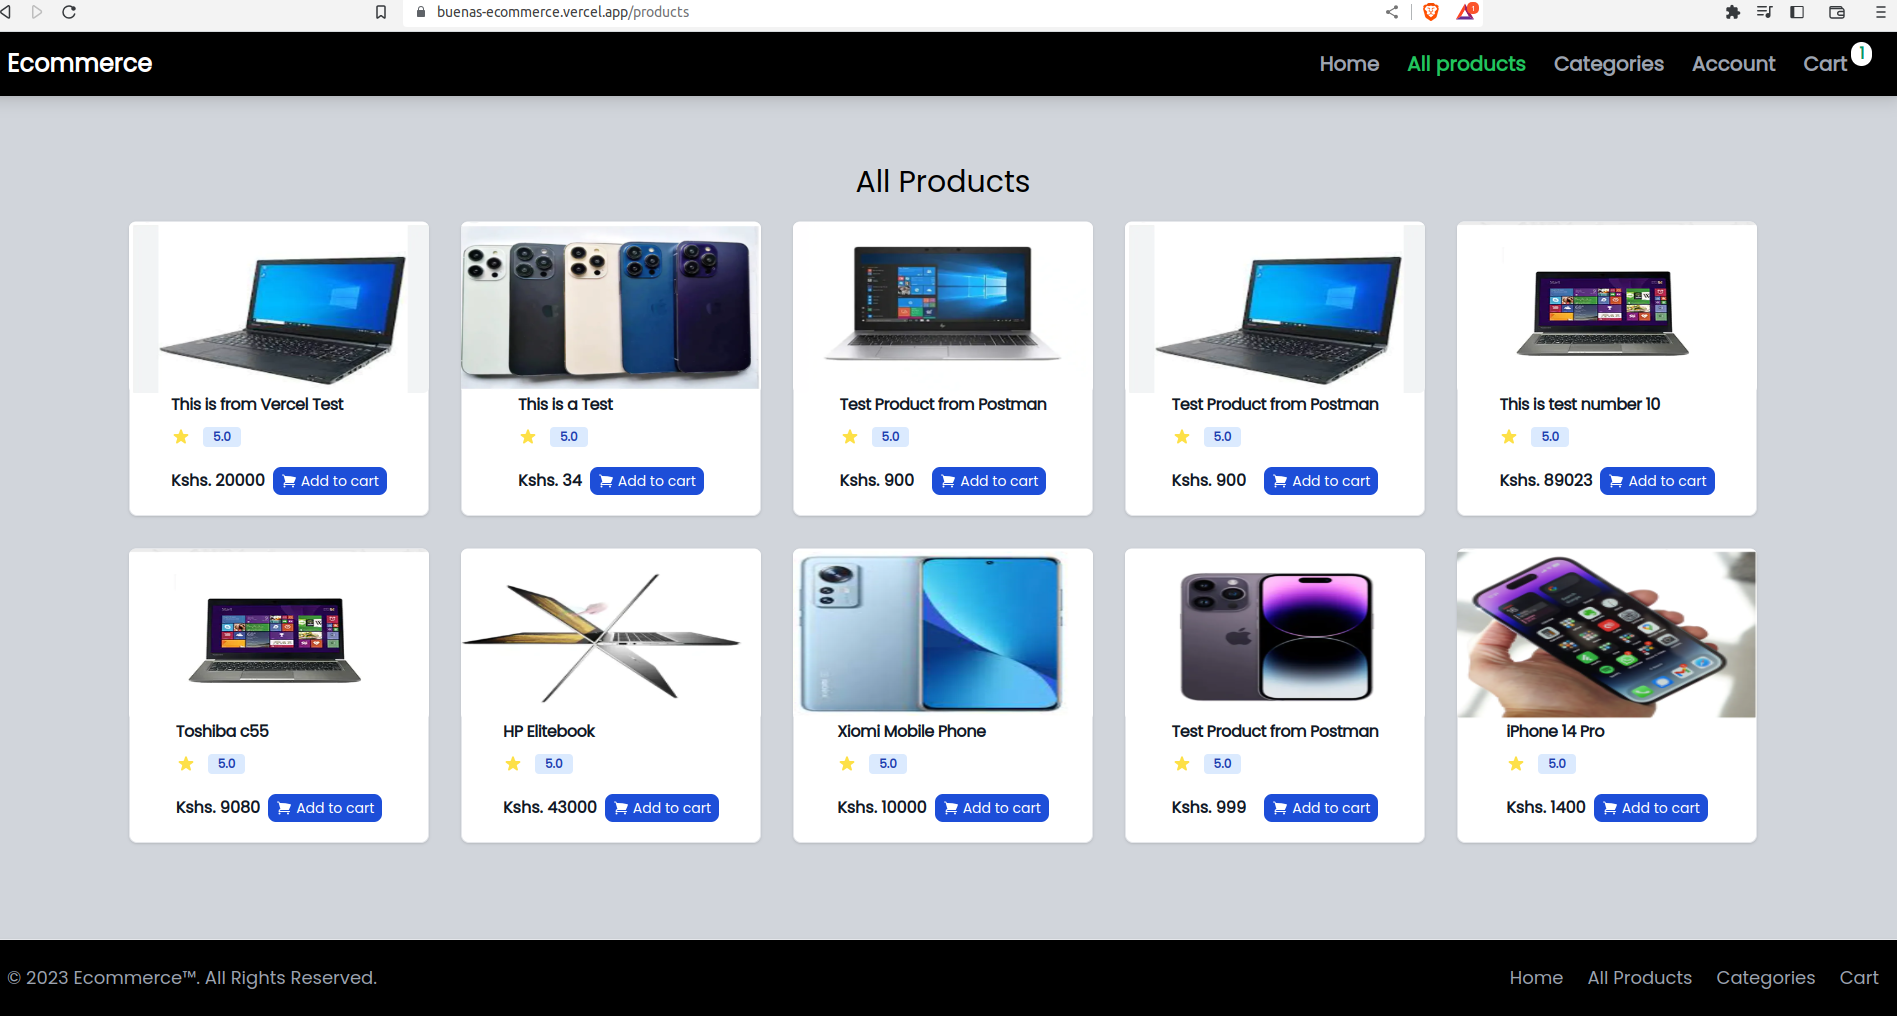 buenas-ecommerce.vercel.app/products
1
Ecommerce
Home All products Categories Account Cart 1
All Products
This is from Vercel Test
5.0
Kshs. 20000 Add to cart
This is a Test
5.0
Kshs. 34 Add to cart
Test Product from Postman
5.0
Kshs. 900 Add to cart
Test Product from Postman
5.0
Kshs. 900 Add to cart
This is test number 10
5.0
Kshs. 89023 Add to cart
Toshiba c55
5.0
Kshs. 9080 Add to cart
HP Elitebook
5.0
Kshs. 43000 Add to cart
Xiomi Mobile Phone
5.0
Kshs. 10000 Add to cart
Test Product from Postman
5.0
Kshs. 999 Add to cart
iPhone 14 Pro
5.0
Kshs. 1400 Add to cart
© 2023 Ecommerce™. All Rights Reserved.
Home All Products Categories Cart